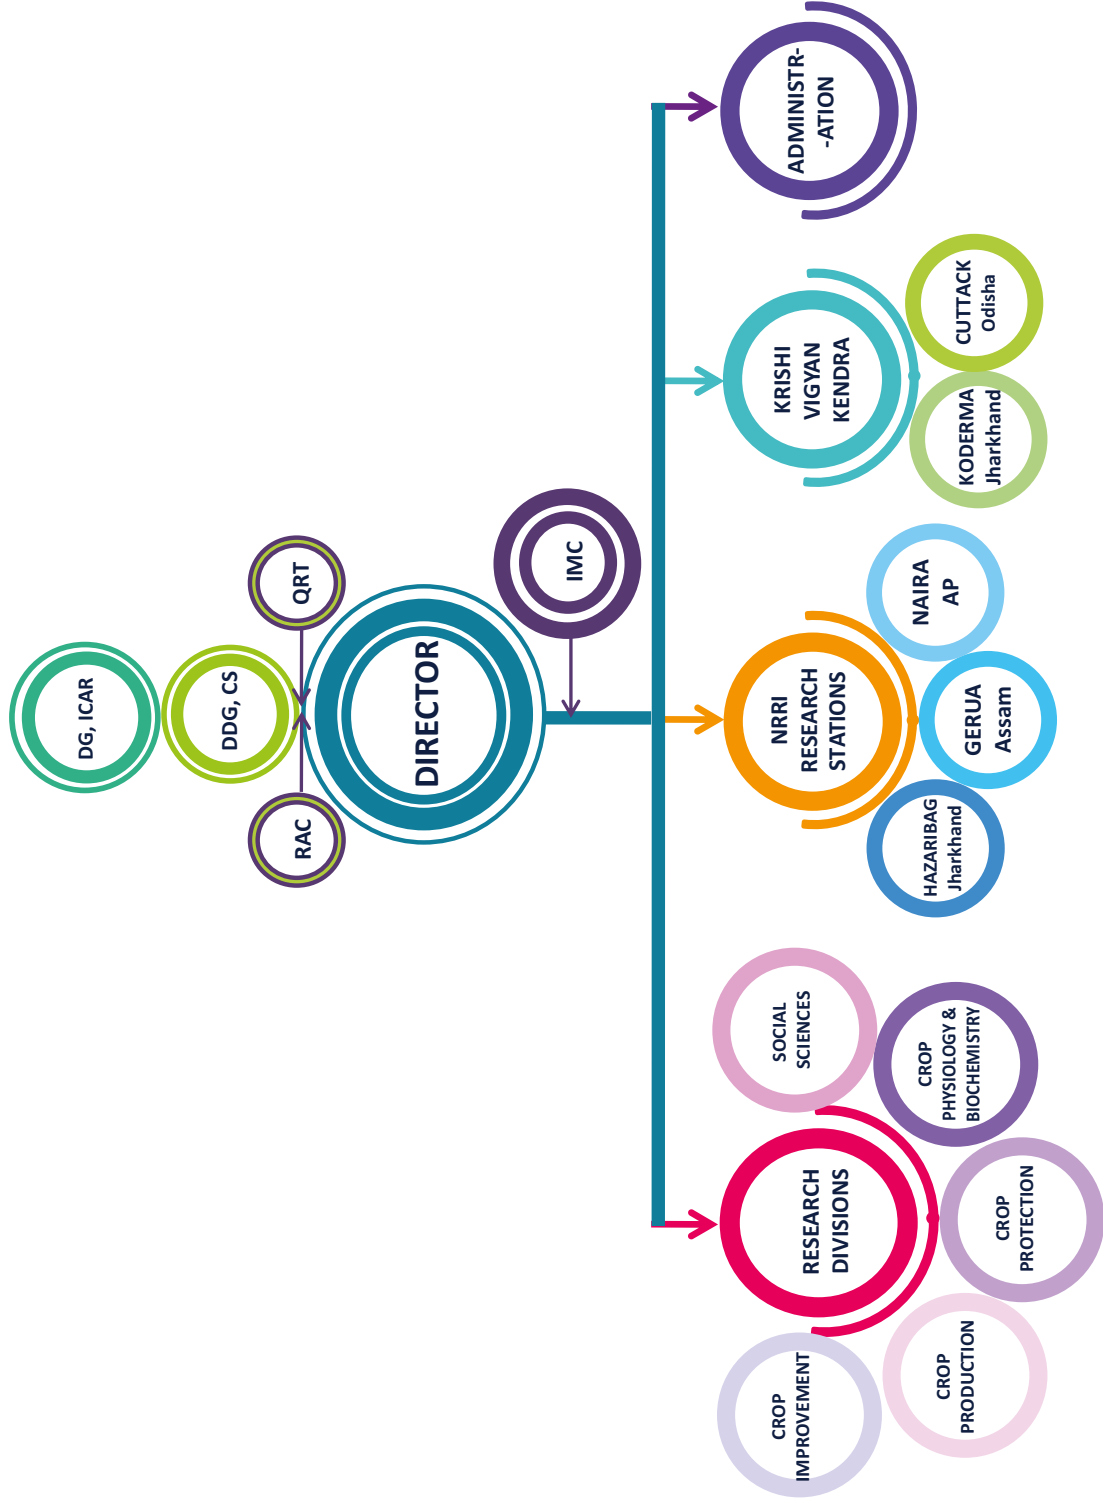 DG, ICAR
DDG, CS
RAC
QRT
DIRECTOR
IMC
RESEARCH
DIVISIONS
CROP
IMPROVEMENT
CROP
PRODUCTION
CROP
PROTECTION
CROP
PHYSIOLOGY &
BIOCHEMISTRY
SOCIAL
SCIENCES
NRRI
RESEARCH
STATIONS
HAZARIBAG
Jharkhand
GERUA
Assam
NAIRA
AP
KRISHI
VIGYAN
KENDRA
KODERMA
Jharkhand
CUTTACK
Odisha
ADMINISTR-
-ATION